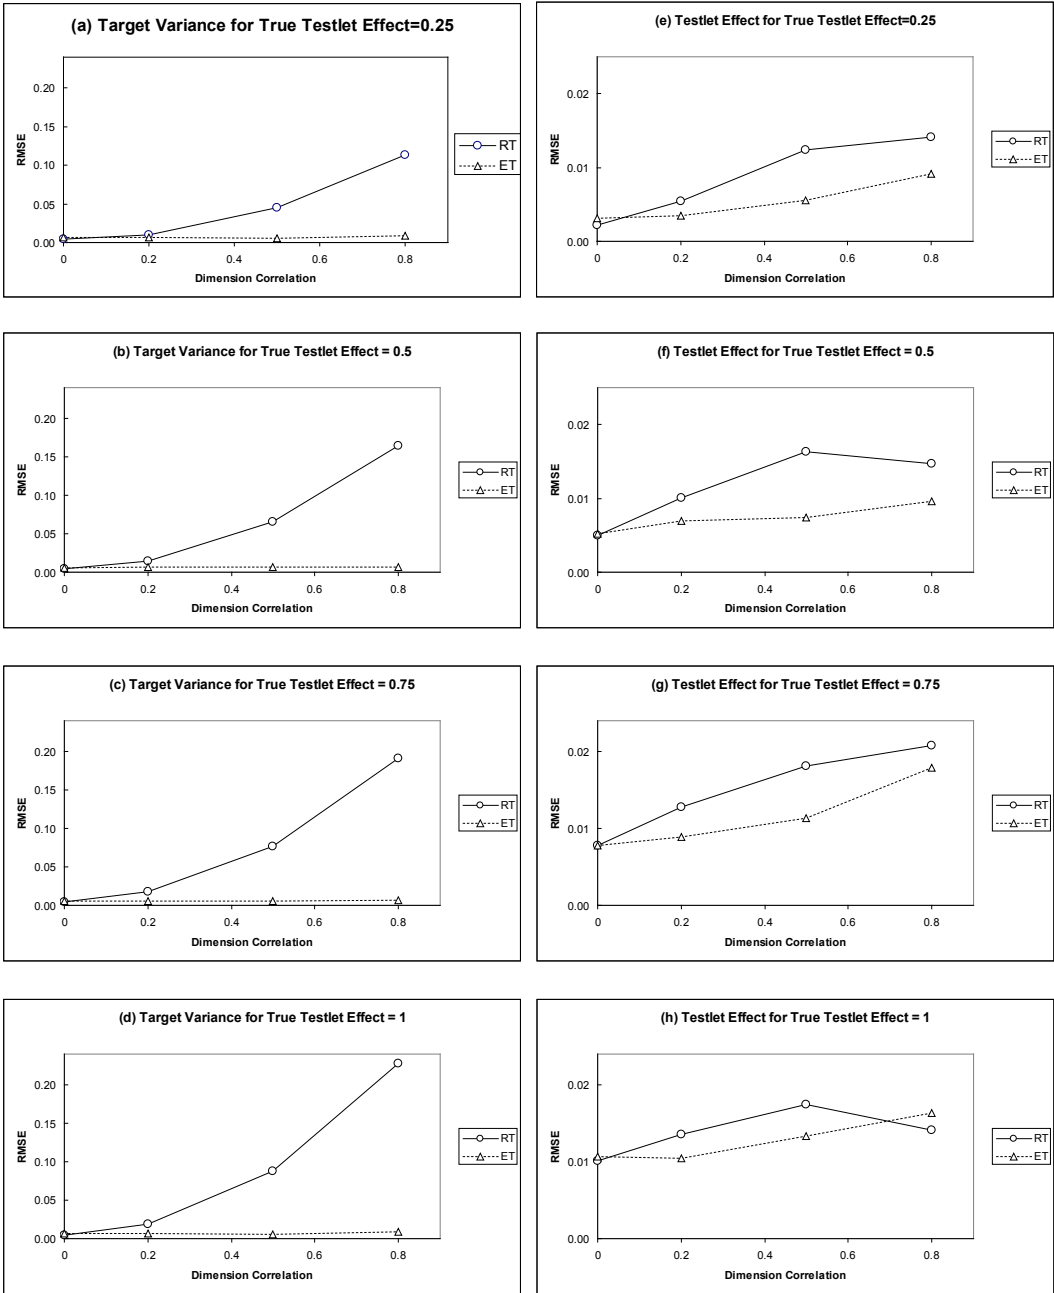 (a) Target Variance for True Testlet Effect=0.25
0.20
0.15
0.10
0.05
0.00
RMSE
0 0.2 0.4 0.6 0.8
Dimension Correlation
RT
ET
(e) Testlet Effect for True Testlet Effect=0.25
0.02
0.01
0.00
RMSE
0 0.2 0.4 0.6 0.8
Dimension Correlation
RT
ET
(b) Target Variance for True Testlet Effect = 0.5
0.20
0.15
0.10
0.05
0.00
RMSE
0 0.2 0.4 0.6 0.8
Dimension Correlation
RT
ET
(f) Testlet Effect for True Testlet Effect = 0.5
0.02
0.01
0.00
RMSE
0 0.2 0.4 0.6 0.8
Dimension Correlation
RT
ET
(c) Target Variance for True Testlet Effect = 0.75
0.20
0.15
0.10
0.05
0.00
RMSE
0 0.2 0.4 0.6 0.8
Dimension Correlation
RT
ET
(g) Testlet Effect for True Testlet Effect = 0.75
0.02
0.01
0.00
RMSE
0 0.2 0.4 0.6 0.8
Dimension Correlation
RT
ET
(d) Target Variance for True Testlet Effect = 1
0.20
0.15
0.10
0.05
0.00
RMSE
0 0.2 0.4 0.6 0.8
Dimension Correlation
RT
ET
(h) Testlet Effect for True Testlet Effect = 1
0.02
0.01
0.00
RMSE
0 0.2 0.4 0.6 0.8
Dimension Correlation
RT
ET